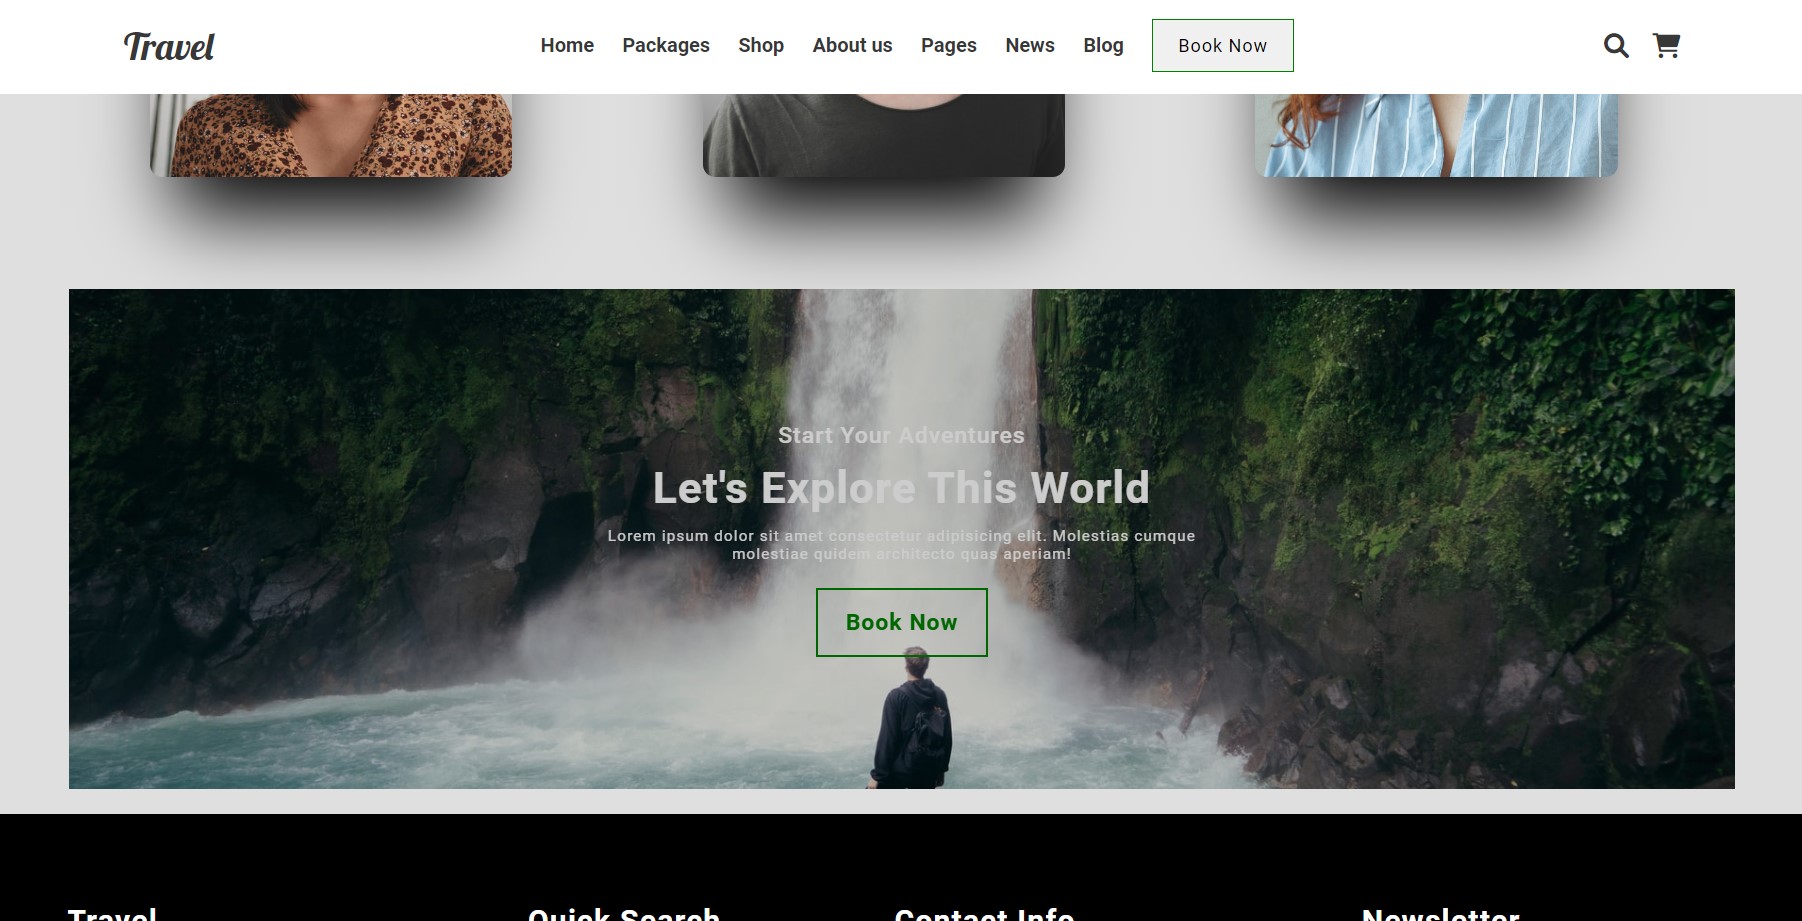 Travel
Home Packages Shop About us Pages News Blog Book Now
Start Your Adventures
Let's Explore This World
Lorem ipsum dolor sit amet consectetur adipisicing elit. Molestias cumque
molestiae quidem architecto quas aperiam!
Book Now
Travel Quick Search Contact Info Newsletter